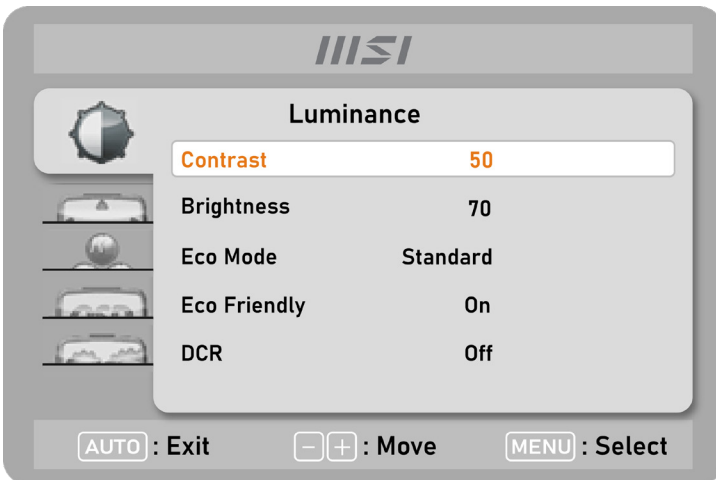 msi
Luminance
Contrast 50
Brightness 70
Eco Mode Standard
Eco Friendly On
DCR Off
AUTO : Exit - + : Move MENU : Select